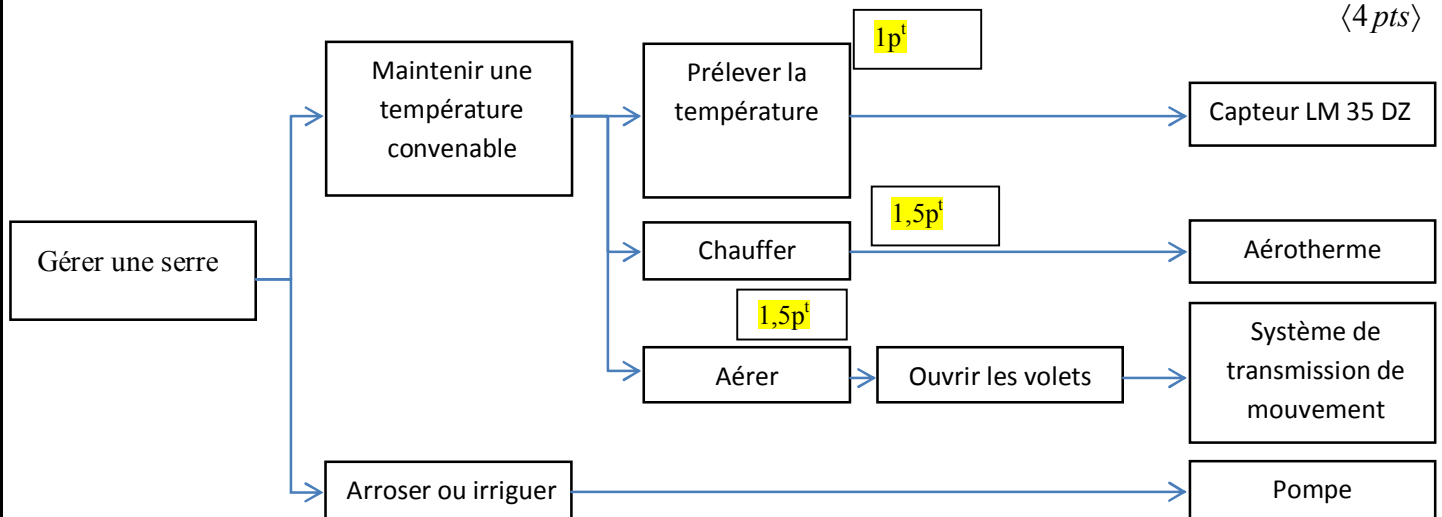 ⟨4 pts⟩
1pᵗ
Maintenir une
température
convenable
Prélever la
température
Capteur LM 35 DZ
1,5pᵗ
Gérer une serre
Chauffer
Aérotherme
1,5pᵗ
Aérer
Ouvrir les volets
Système de
transmission de
mouvement
Arroser ou irriguer
Pompe